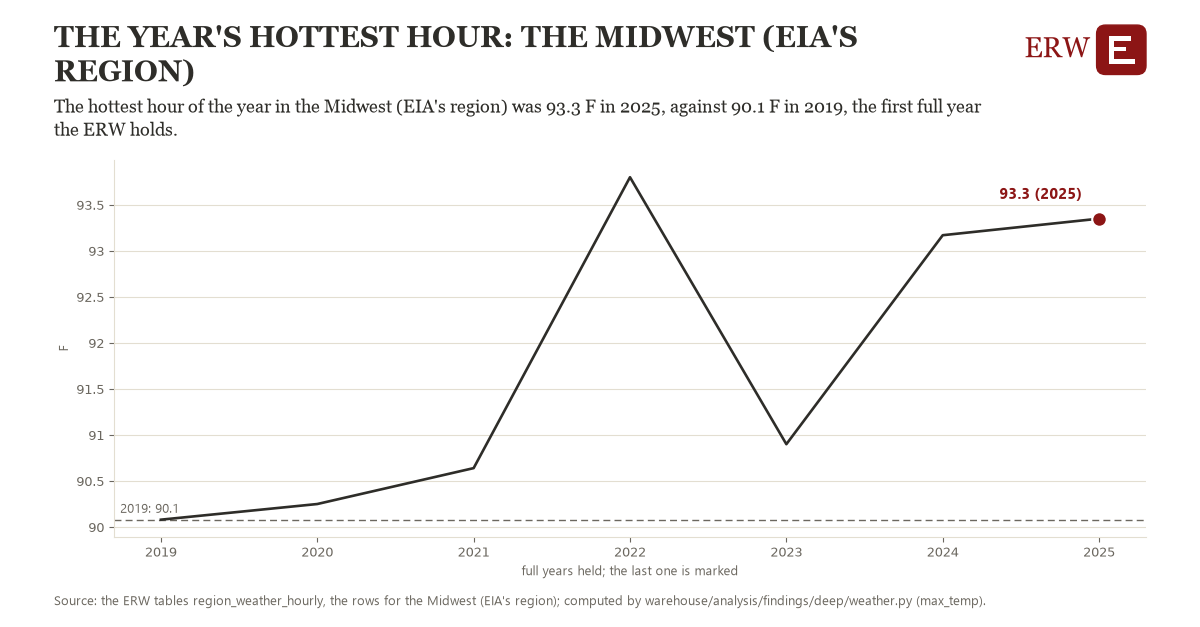 THE YEAR'S HOTTEST HOUR: THE MIDWEST (EIA'S
REGION)
ERW E
The hottest hour of the year in the Midwest (EIA's region) was 93.3 F in 2025, against 90.1 F in 2019, the first full year
the ERW holds.
93.3 (2025)
93.5
93
92.5
92
91.5
91
90.5
90
F
2019: 90.1
2019 2020 2021 2022 2023 2024 2025
full years held; the last one is marked
Source: the ERW tables region_weather_hourly, the rows for the Midwest (EIA's region); computed by warehouse/analysis/findings/deep/weather.py (max_temp).